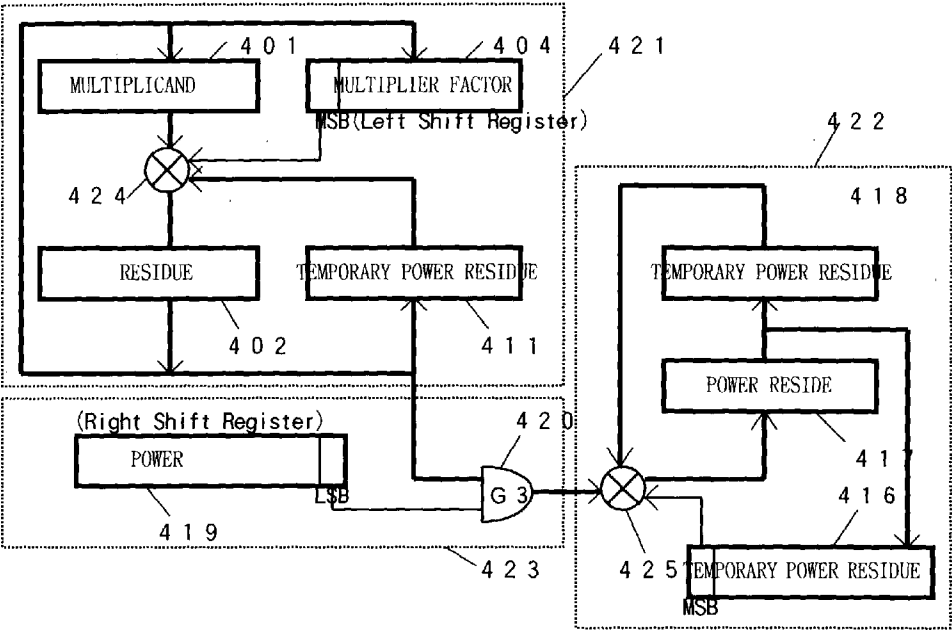 401
404
421
MULTIPLICAND
MULTIPLIER FACTOR
MSB(Left Shift Register)
422
424
418
RESIDUE
TEMPORARY POWER RESIDUE
TEMPORARY POWER RESIDUE
402
411
POWER RESIDE
(Right Shift Register)
420
POWER
417
LSB
G3
416
419
423
425
TEMPORARY POWER RESIDUE
MSB